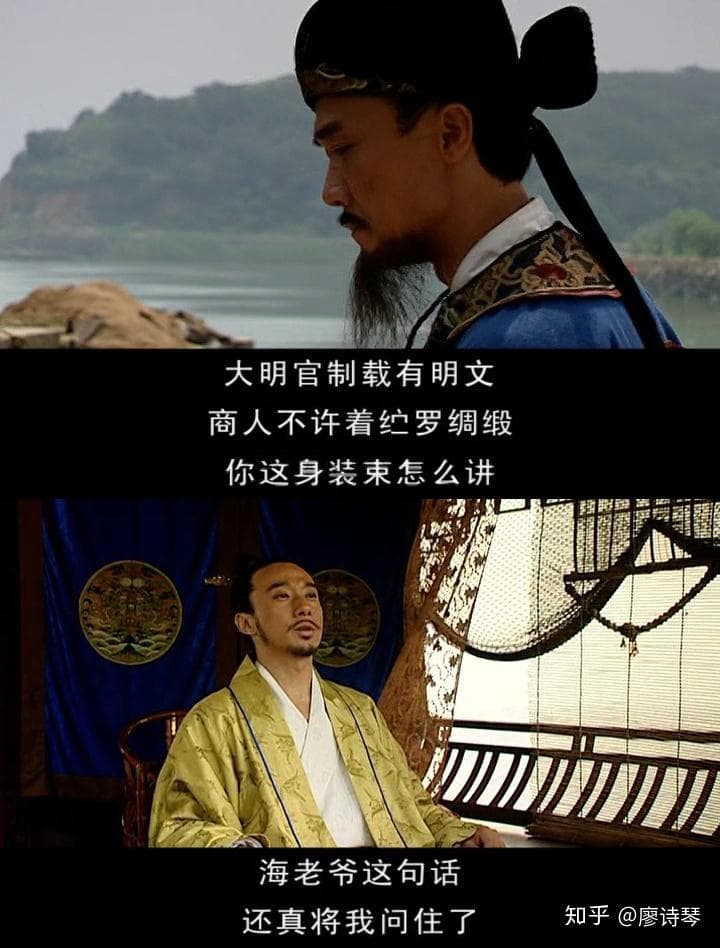 大明官制载有明文
商人不许着纻罗绸缎
你这身装束怎么讲
海老爷这句话
还真将我问住了
知乎 @廖诗琴